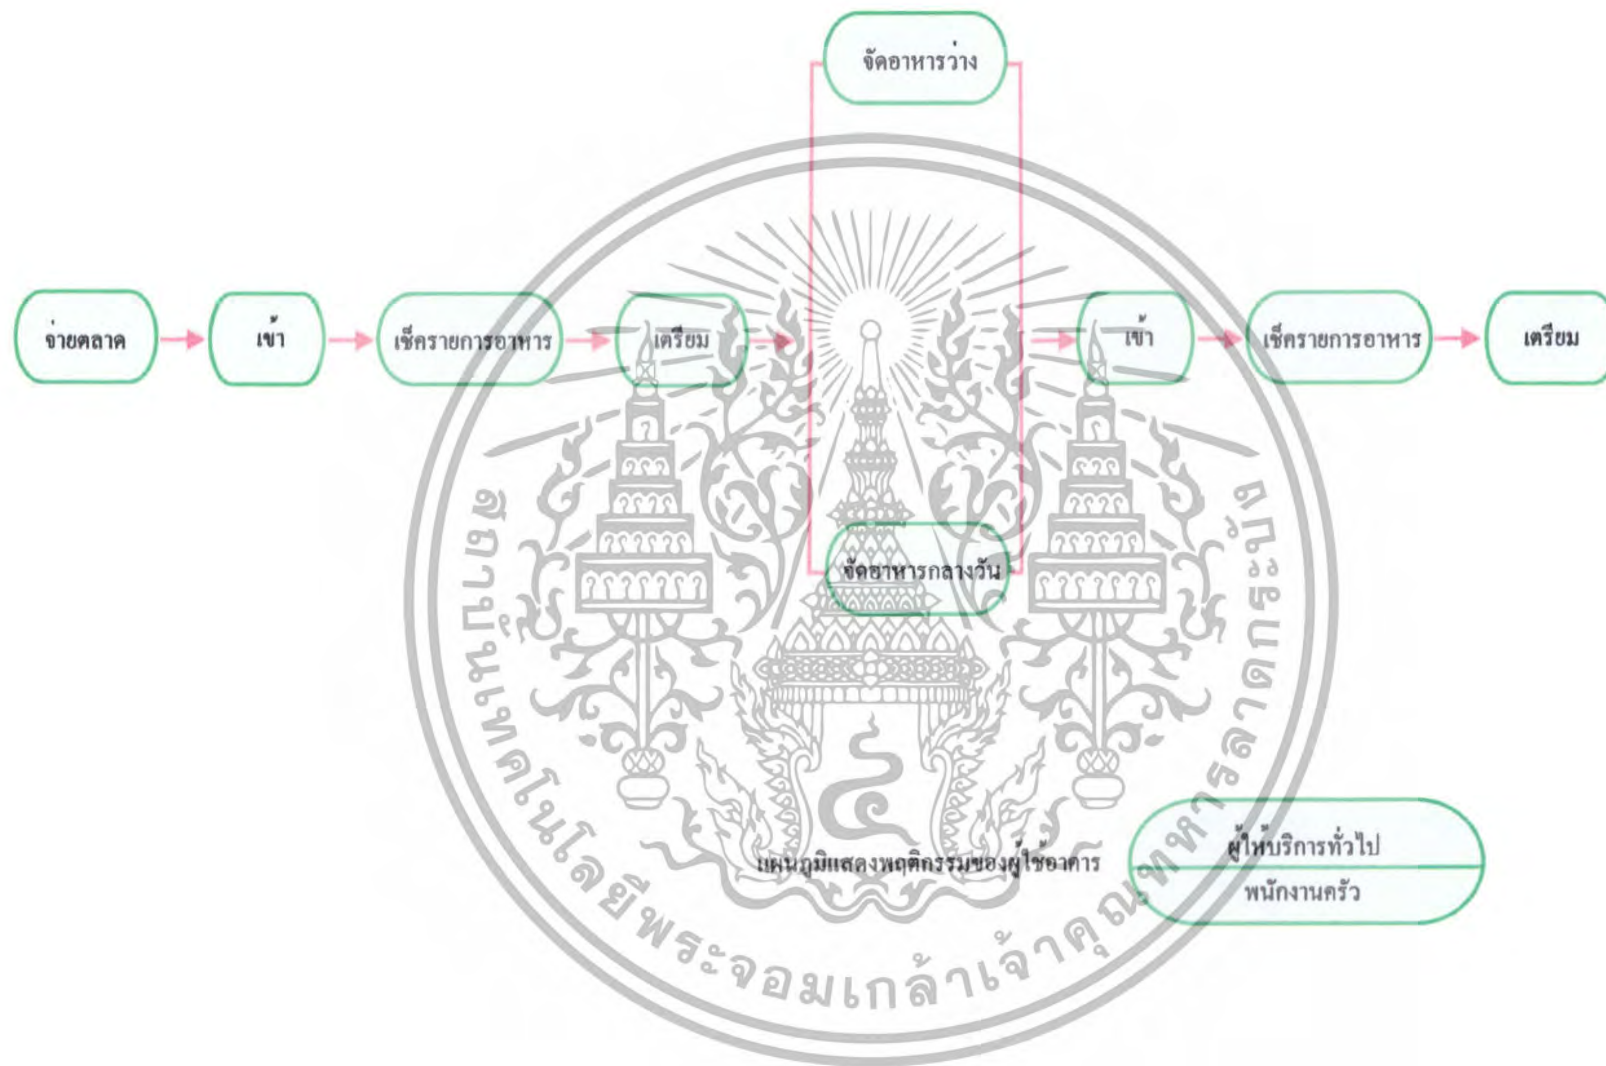 จัดอาหารว่าง
จ่ายตลาด
เข้า
เช็ครายการอาหาร
เตรียม
เข้า
เช็ครายการอาหาร
เตรียม
จัดอาหารกลางวัน
แผนภูมิแสดงพฤติกรรมของผู้ใช้อาคาร
ผู้ให้บริการทั่วไป
พนักงานครัว
สถาบันเทคโนโลยีพระจอมเกล้าเจ้าคุณทหารลาดกระบัง